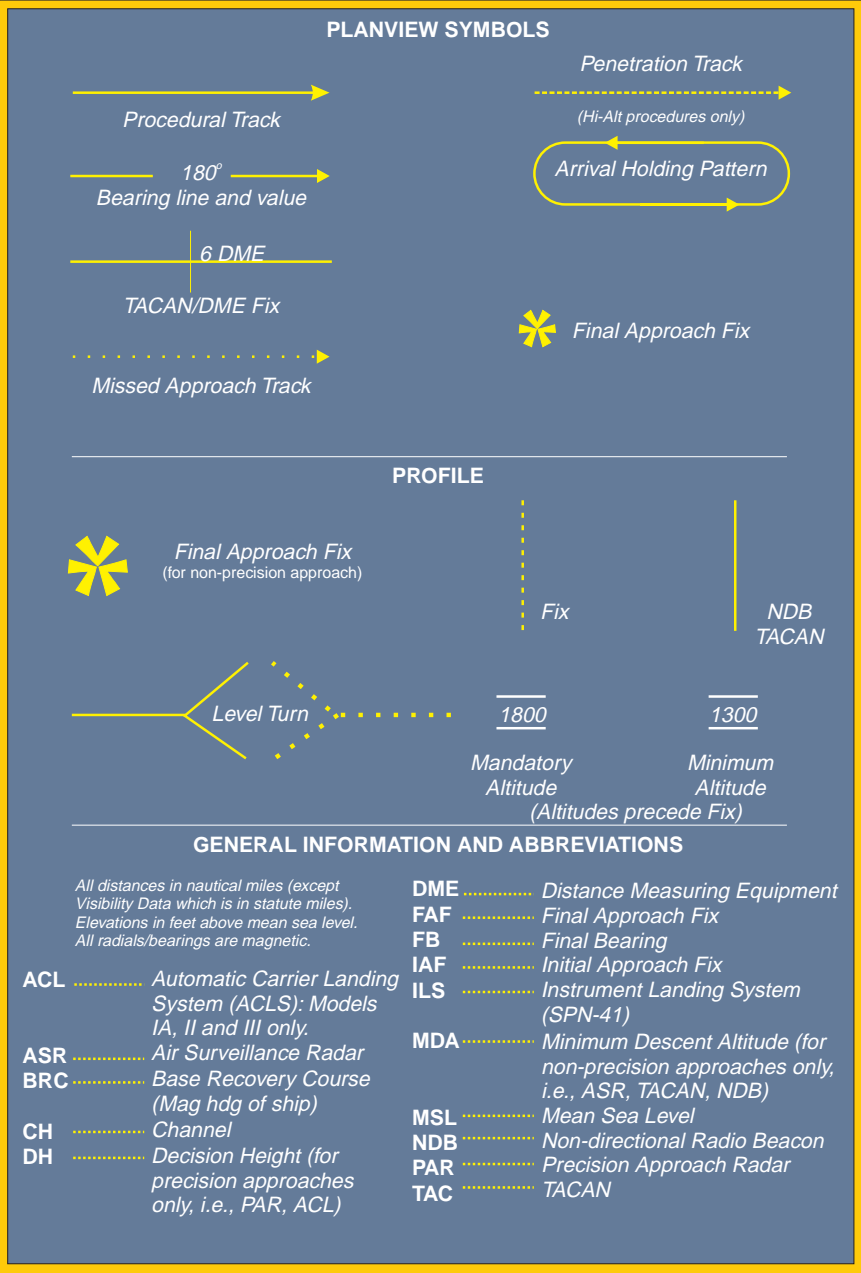 PLANVIEW SYMBOLS
Procedural Track
Penetration Track
(Hi-Alt procedures only)
180°
Bearing line and value
Arrival Holding Pattern
6 DME
TACAN/DME Fix
Final Approach Fix
Missed Approach Track
PROFILE
Final Approach Fix
(for non-precision approach)
Fix
NDB
TACAN
Level Turn
1800
1300
Mandatory
Altitude
Minimum
Altitude
(Altitudes precede Fix)
GENERAL INFORMATION AND ABBREVIATIONS
All distances in nautical miles (except
Visibility Data which is in statute miles).
Elevations in feet above mean sea level.
All radials/bearings are magnetic.
ACL .............. Automatic Carrier Landing
System (ACLS): Models
IA, II and III only.
ASR .............. Air Surveillance Radar
BRC .............. Base Recovery Course
(Mag hdg of ship)
CH .............. Channel
DH .............. Decision Height (for
precision approaches
only, i.e., PAR, ACL)
DME .............. Distance Measuring Equipment
FAF .............. Final Approach Fix
FB .............. Final Bearing
IAF .............. Initial Approach Fix
ILS .............. Instrument Landing System
(SPN-41)
MDA .............. Minimum Descent Altitude (for
non-precision approaches only,
i.e., ASR, TACAN, NDB)
MSL .............. Mean Sea Level
NDB .............. Non-directional Radio Beacon
PAR .............. Precision Approach Radar
TAC .............. TACAN